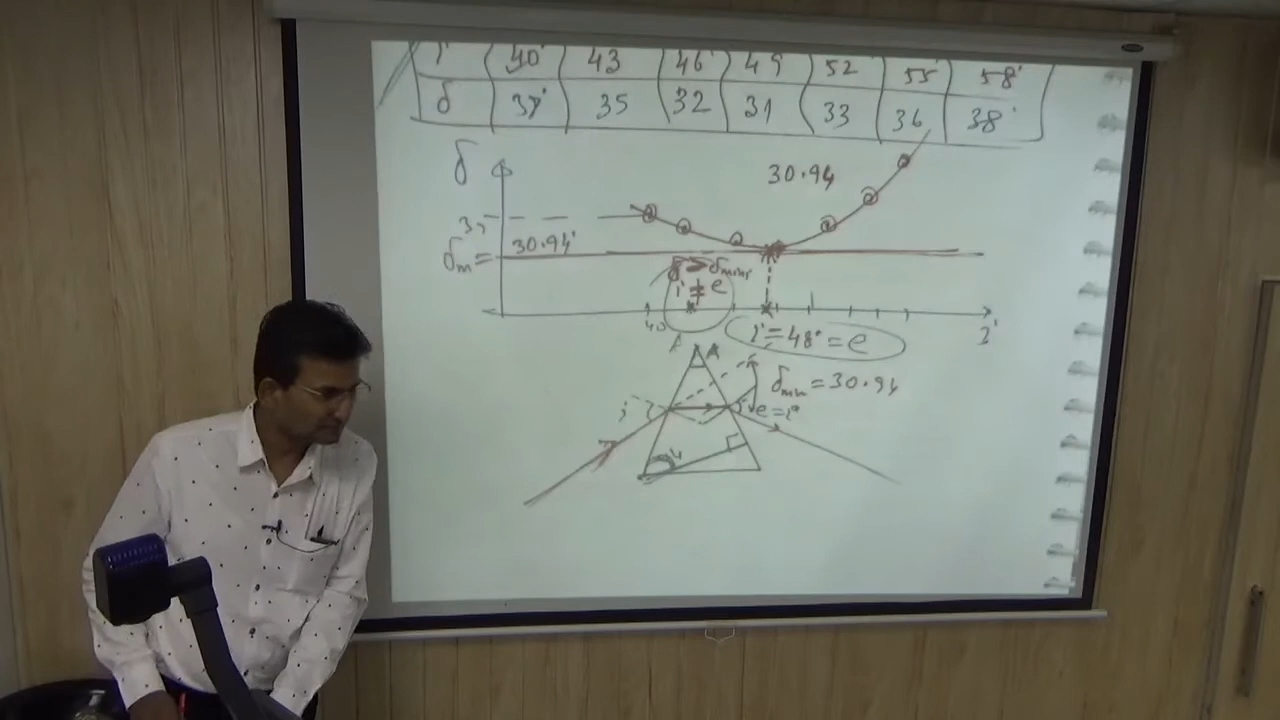 i 40° 43 46° 49 52 55° 58°
δ 37° 35 32 31 33 36 38°
δ
30.94
30.94°
δm =
i ≠ e
40
i = 48° = e
i
A A
δmin = 30.94
i
e = i°